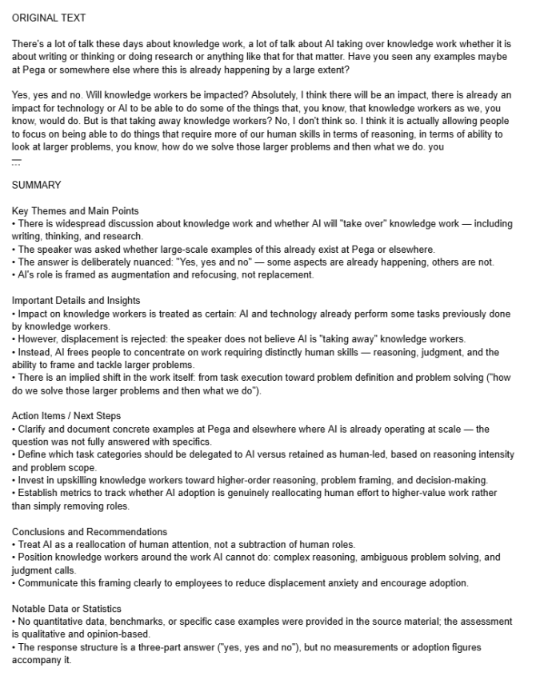 ORIGINAL TEXT
There's a lot of talk these days about knowledge work, a lot of talk about AI taking over knowledge work whether it is
about writing or thinking or doing research or anything like that for that matter. Have you seen any examples maybe
at Pega or somewhere else where this is already happening by a large extent?
Yes, yes and no. Will knowledge workers be impacted? Absolutely, I think there will be an impact, there is already an
impact for technology or AI to be able to do some of the things that, you know, that knowledge workers as we, you
know, would do. But is that taking away knowledge workers? No, I don't think so. I think it is actually allowing people
to focus on being able to do things that require more of our human skills in terms of reasoning, in terms of ability to
look at larger problems, you know, how do we solve those larger problems and then what we do. you
...
SUMMARY
Key Themes and Main Points
• There is widespread discussion about knowledge work and whether AI will "take over" knowledge work — including
writing, thinking, and research.
• The speaker was asked whether large-scale examples of this already exist at Pega or elsewhere.
• The answer is deliberately nuanced: "Yes, yes and no" — some aspects are already happening, others are not.
• AI's role is framed as augmentation and refocusing, not replacement.
Important Details and Insights
• Impact on knowledge workers is treated as certain: AI and technology already perform some tasks previously done
by knowledge workers.
• However, displacement is rejected: the speaker does not believe AI is "taking away" knowledge workers.
• Instead, AI frees people to concentrate on work requiring distinctly human skills — reasoning, judgment, and the
ability to frame and tackle larger problems.
• There is an implied shift in the work itself: from task execution toward problem definition and problem solving ("how
do we solve those larger problems and then what we do").
Action Items / Next Steps
• Clarify and document concrete examples at Pega and elsewhere where AI is already operating at scale — the
question was not fully answered with specifics.
• Define which task categories should be delegated to AI versus retained as human-led, based on reasoning intensity
and problem scope.
• Invest in upskilling knowledge workers toward higher-order reasoning, problem framing, and decision-making.
• Establish metrics to track whether AI adoption is genuinely reallocating human effort to higher-value work rather
than simply removing roles.
Conclusions and Recommendations
• Treat AI as a reallocation of human attention, not a subtraction of human roles.
• Position knowledge workers around the work AI cannot do: complex reasoning, ambiguous problem solving, and
judgment calls.
• Communicate this framing clearly to employees to reduce displacement anxiety and encourage adoption.
Notable Data or Statistics
• No quantitative data, benchmarks, or specific case examples were provided in the source material; the assessment
is qualitative and opinion-based.
• The response structure is a three-part answer ("yes, yes and no"), but no measurements or adoption figures
accompany it.